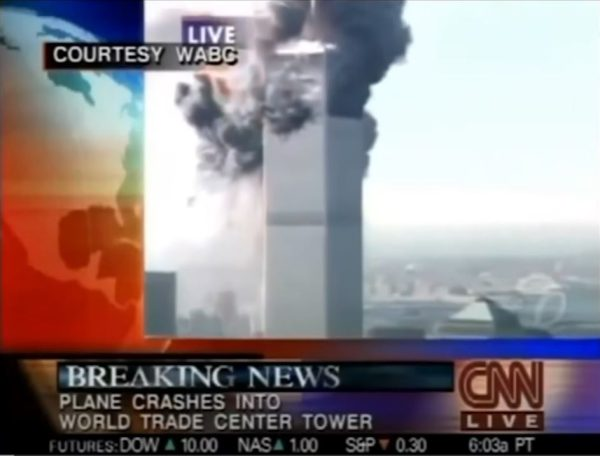 LIVE
COURTESY WABC
BREAKING NEWS
PLANE CRASHES INTO
WORLD TRADE CENTER TOWER
CNN
LIVE
FUTURES: DOW ▲ 10.00 NAS ▲ 1.00 S&P ▼ 0.30 6:03a PT